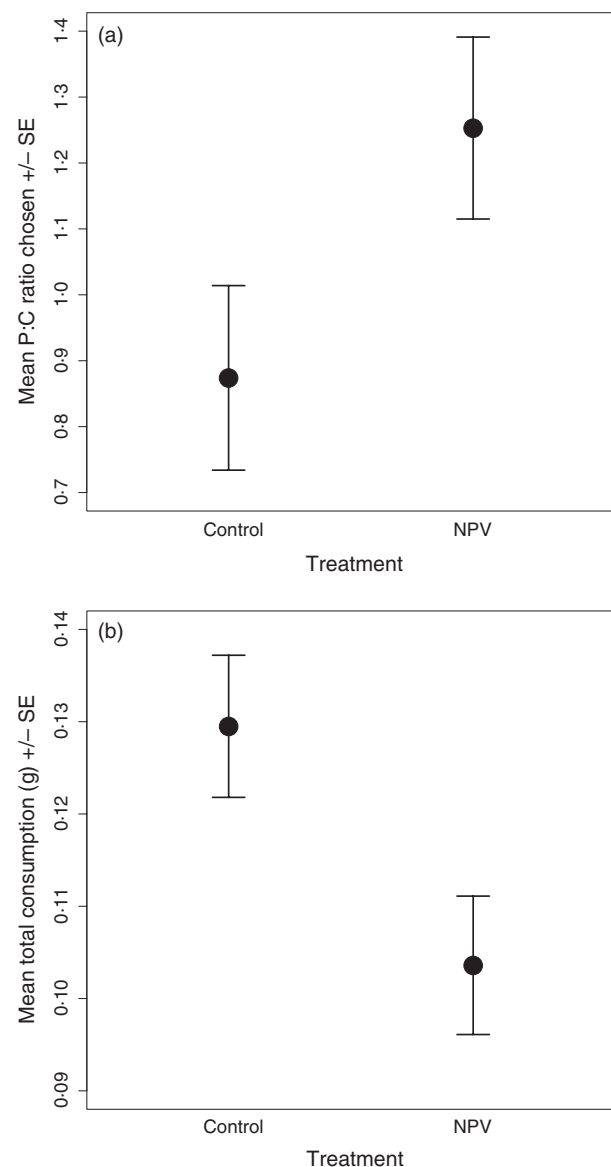 (a)
Mean P:C ratio chosen +/− SE
1·4
1·3
1·2
1·1
1·0
0·9
0·8
0·7
Control NPV
Treatment
(b)
Mean total consumption (g) +/− SE
0·14
0·13
0·12
0·11
0·10
0·09
Control NPV
Treatment